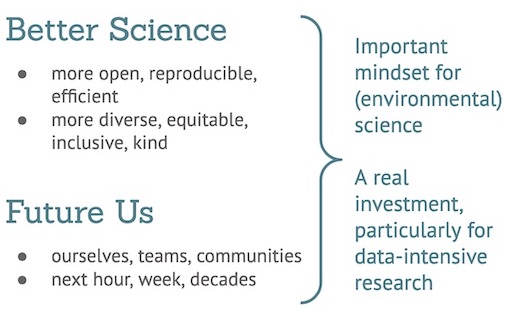 Better Science
● more open, reproducible,
efficient
● more diverse, equitable,
inclusive, kind
Future Us
● ourselves, teams, communities
● next hour, week, decades
Important
mindset for
(environmental)
science
A real
investment,
particularly for
data-intensive
research